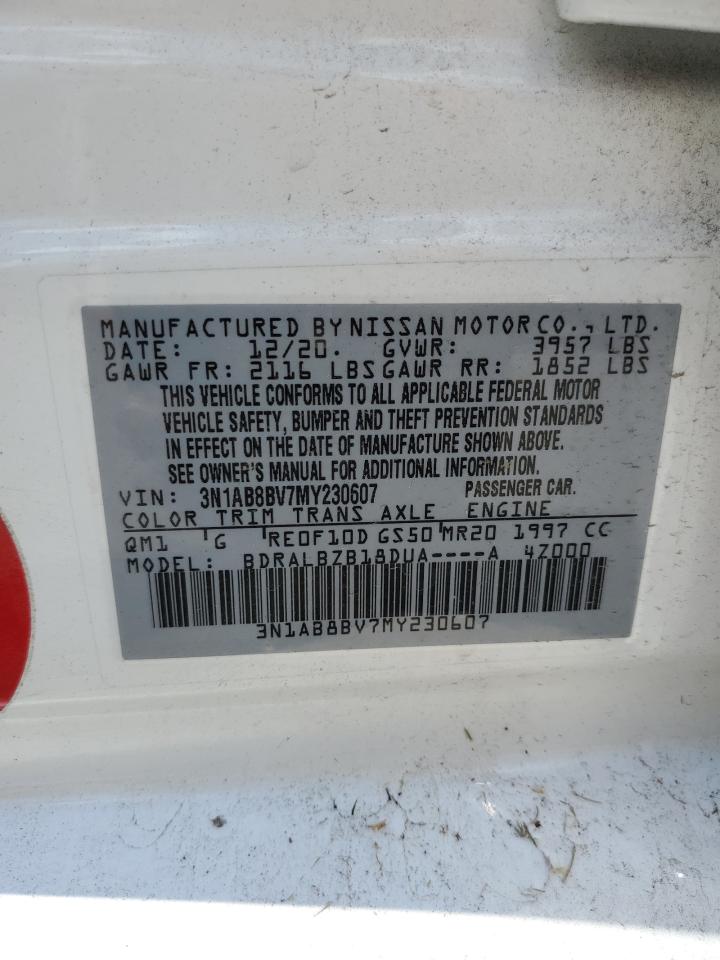 MANUFACTURED BY NISSAN MOTOR CO., LTD.
DATE: 12/20. GVWR: 3957 LBS
GAWR FR: 2116 LBS GAWR RR: 1852 LBS
THIS VEHICLE CONFORMS TO ALL APPLICABLE FEDERAL MOTOR
VEHICLE SAFETY, BUMPER AND THEFT PREVENTION STANDARDS
IN EFFECT ON THE DATE OF MANUFACTURE SHOWN ABOVE.
SEE OWNER'S MANUAL FOR ADDITIONAL INFORMATION.
VIN: 3N1AB8BV7MY230607 PASSENGER CAR.
COLOR TRIM TRANS AXLE ENGINE
QM1 G RE0F10D GS50 MR20 1997 CC
MODEL: BDRALBZB18DUA----A 4Z000
3N1AB8BV7MY230607